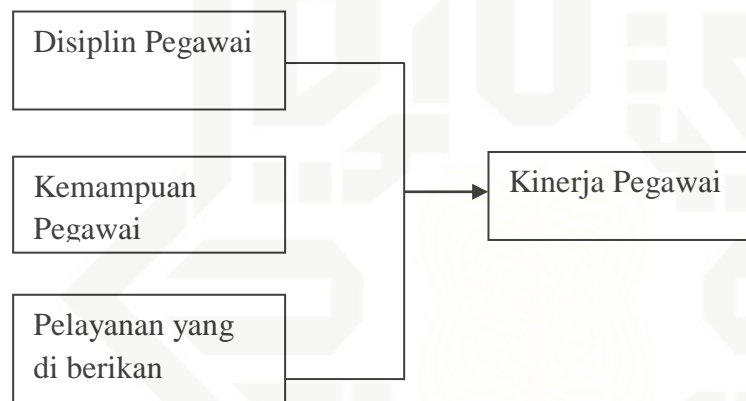 Disiplin Pegawai
Kemampuan
Pegawai
Pelayanan yang
di berikan
Kinerja Pegawai